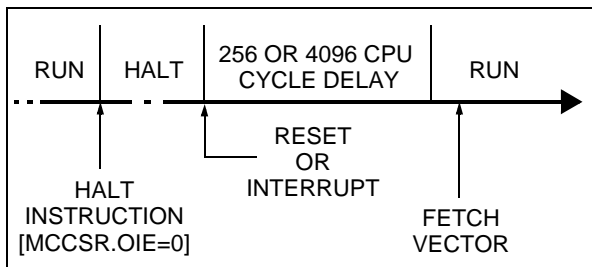 RUN
HALT
256 OR 4096 CPU
CYCLE DELAY
RUN
HALT
INSTRUCTION
[MCCSR.OIE=0]
RESET
OR
INTERRUPT
FETCH
VECTOR